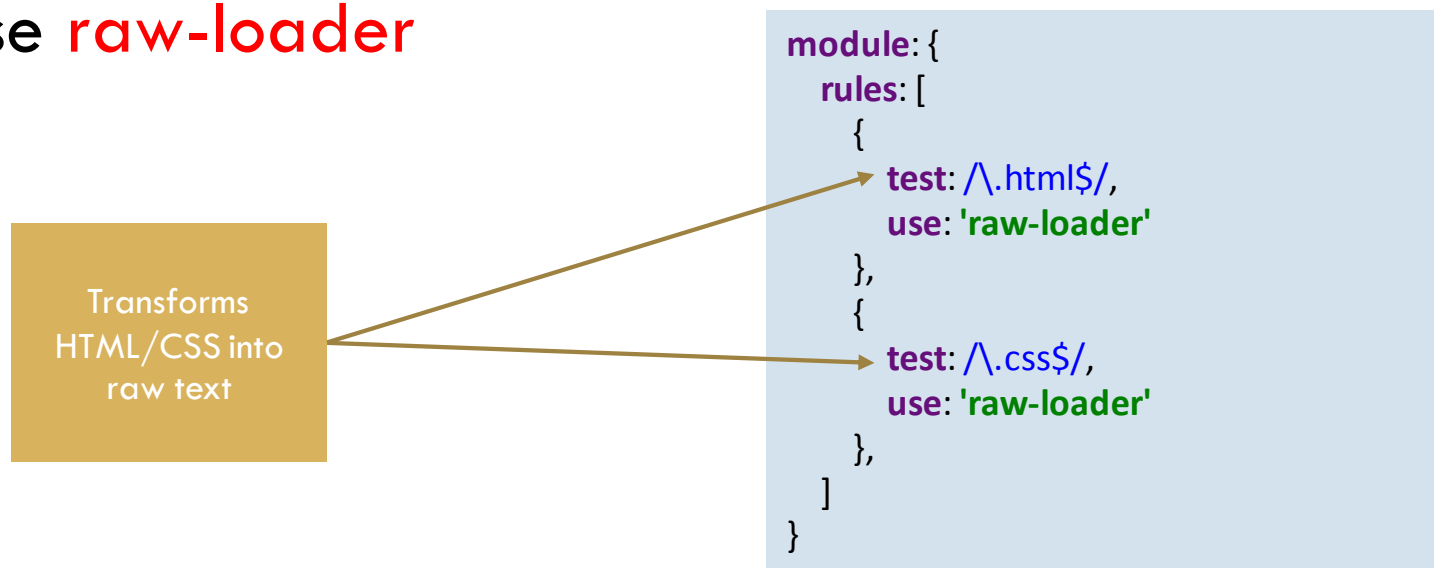 se raw-loader
Transforms
HTML/CSS into
raw text
module: {
rules: [
{
test: /\.html$/,
use: 'raw-loader'
},
{
test: /\.css$/,
use: 'raw-loader'
},
]
}